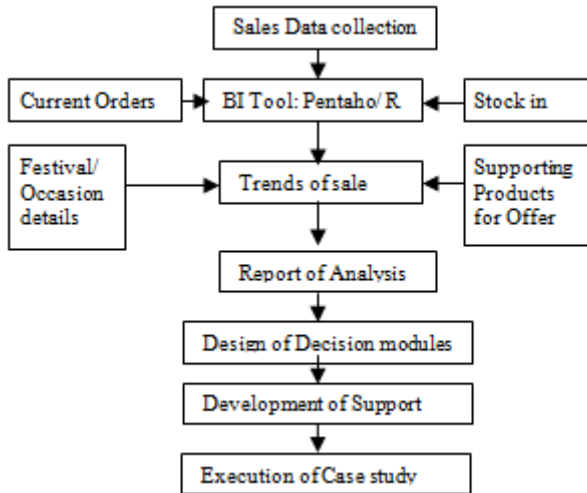 Sales Data collection
Current Orders
BI Tool: Pentaho/ R
Stock in
Festival/
Occasion
details
Trends of sale
Supporting
Products
for Offer
Report of Analysis
Design of Decision modules
Development of Support
Execution of Case study